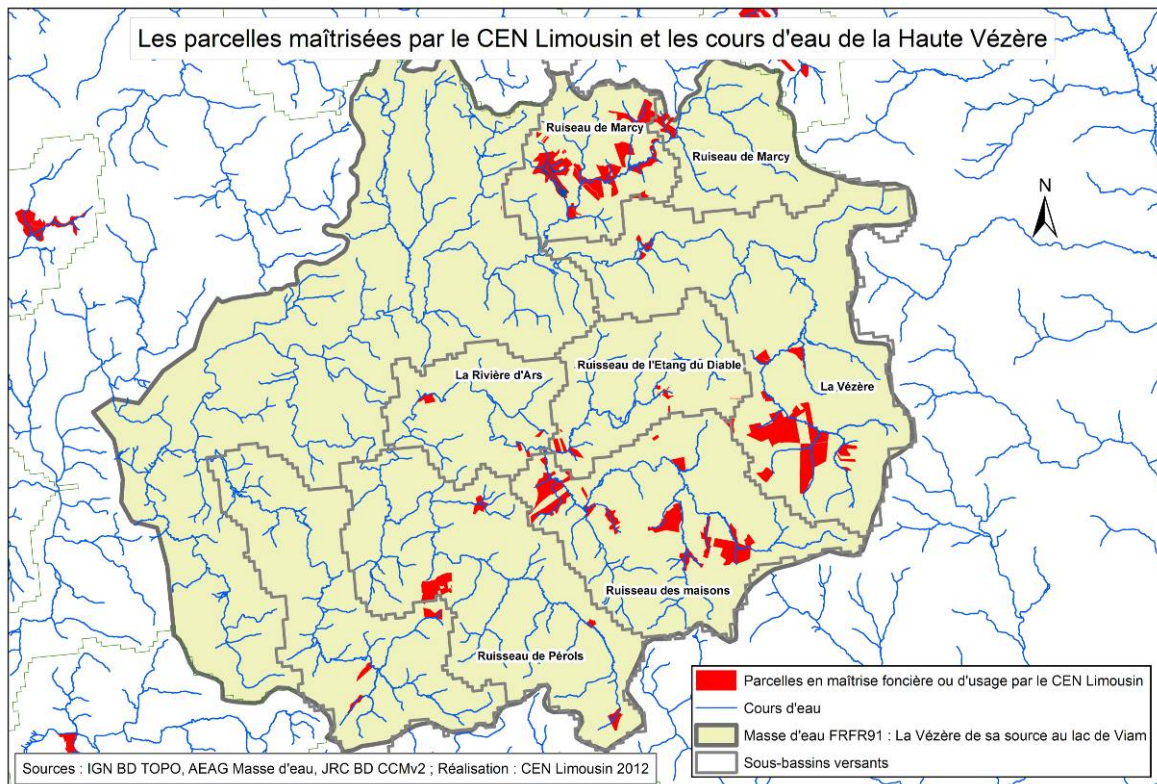 Les parcelles maîtrisées par le CEN Limousin et les cours d'eau de la Haute Vézère
Ruiseau de Marcy
Ruiseau de Marcy
N
Ruisseau de l'Etang du Diable
La Rivière d'Ars
La Vézère
Ruisseau des maisons
Ruisseau de Pérols
Parcelles en maîtrise foncière ou d'usage par le CEN Limousin
Cours d'eau
Masse d'eau FRFR91 : La Vézère de sa source au lac de Viam
Sous-bassins versants
Sources : IGN BD TOPO, AEAG Masse d'eau, JRC BD CCMv2 ; Réalisation : CEN Limousin 2012